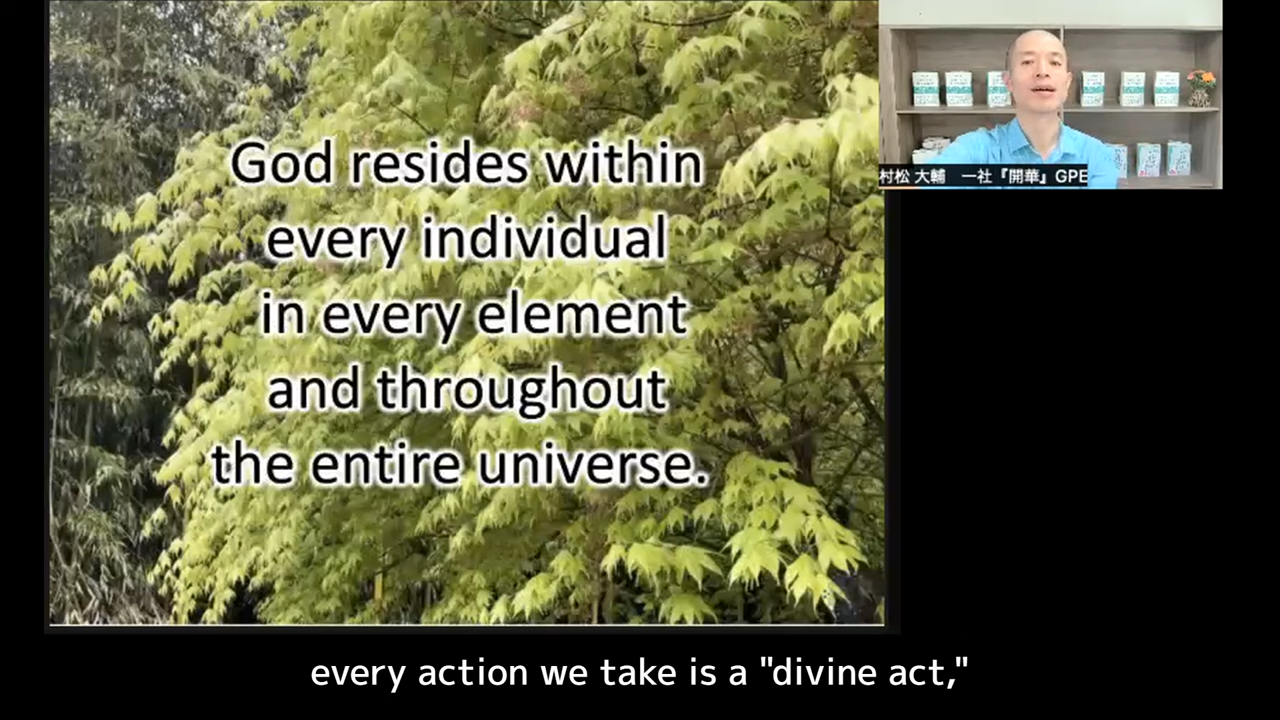 God resides within
every individual
in every element
and throughout
the entire universe.
村松 大輔　一社『開華』GPE
every action we take is a "divine act,"